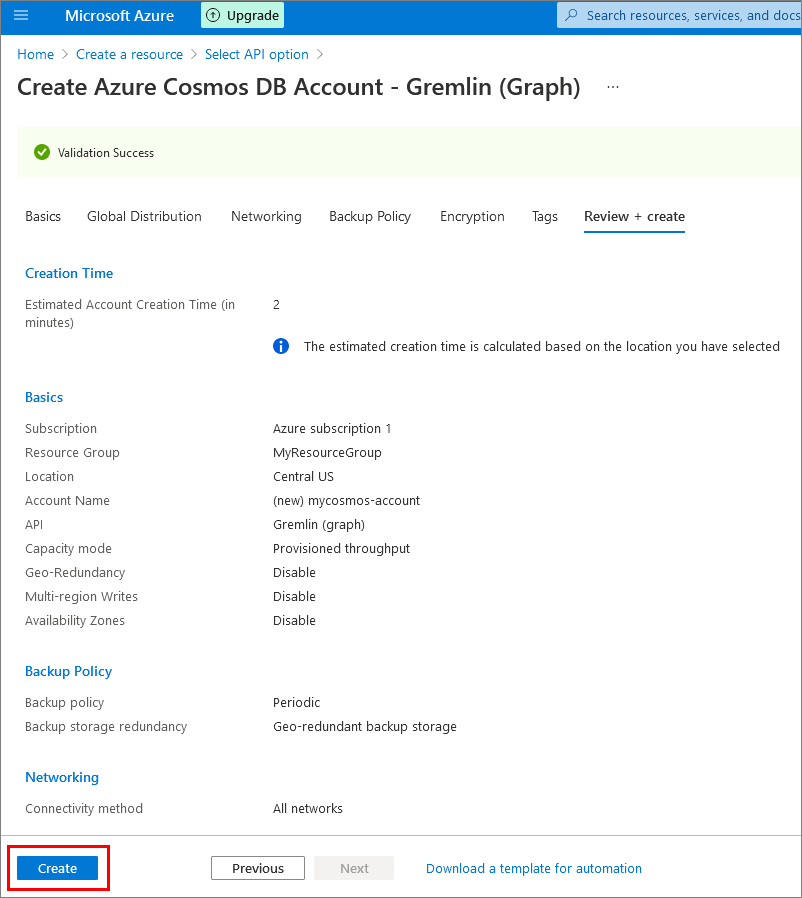 Microsoft Azure
Upgrade
Search resources, services, and docs
Home > Create a resource > Select API option >
Create Azure Cosmos DB Account - Gremlin (Graph) ...
Validation Success
Basics Global Distribution Networking Backup Policy Encryption Tags Review + create
Creation Time
Estimated Account Creation Time (in 2
minutes)
The estimated creation time is calculated based on the location you have selected
Basics
Subscription Azure subscription 1
Resource Group MyResourceGroup
Location Central US
Account Name (new) mycosmos-account
API Gremlin (graph)
Capacity mode Provisioned throughput
Geo-Redundancy Disable
Multi-region Writes Disable
Availability Zones Disable
Backup Policy
Backup policy Periodic
Backup storage redundancy Geo-redundant backup storage
Networking
Connectivity method All networks
Create Previous Next Download a template for automation